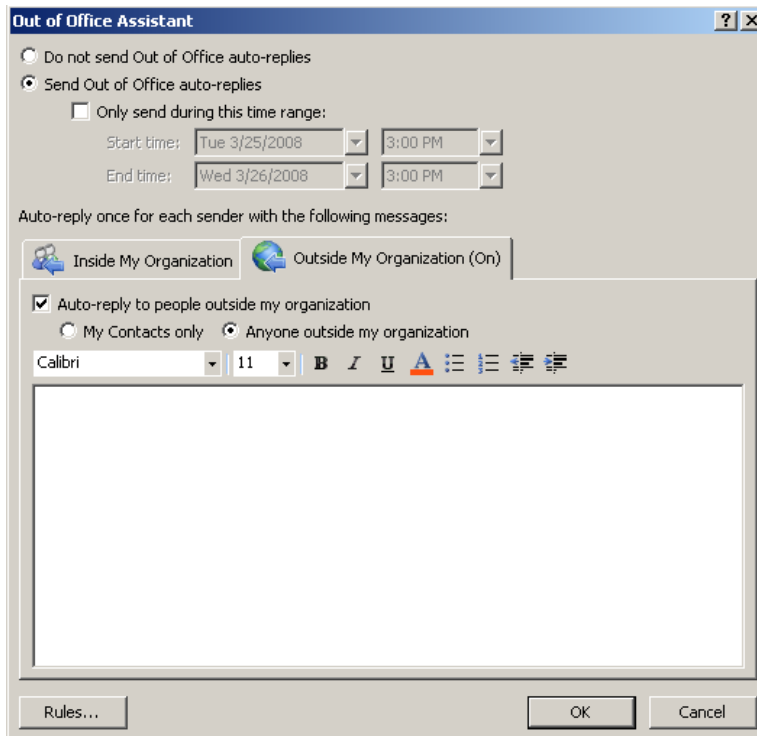 Out of Office Assistant
Do not send Out of Office auto-replies
Send Out of Office auto-replies
Only send during this time range:
Start time: Tue 3/25/2008 3:00 PM
End time: Wed 3/26/2008 3:00 PM
Auto-reply once for each sender with the following messages:
Inside My Organization Outside My Organization (On)
Auto-reply to people outside my organization
My Contacts only Anyone outside my organization
Calibri 11 B I U A
Rules... OK Cancel